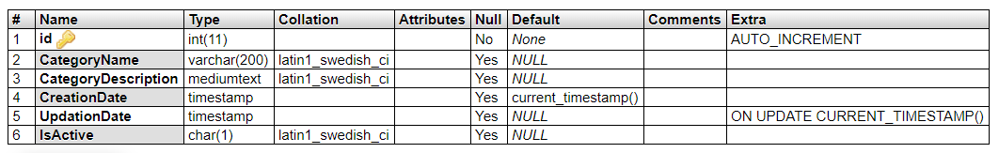 # Name Type Collation Attributes Null Default Comments Extra
1 id int(11) No None AUTO_INCREMENT
2 CategoryName varchar(200) latin1_swedish_ci Yes NULL
3 CategoryDescription mediumtext latin1_swedish_ci Yes NULL
4 CreationDate timestamp Yes current_timestamp()
5 UpdationDate timestamp Yes NULL ON UPDATE CURRENT_TIMESTAMP()
6 IsActive char(1) latin1_swedish_ci Yes NULL